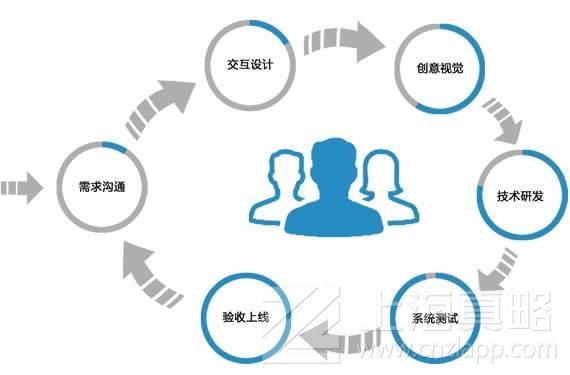 需求沟通
交互设计
创意视觉
技术研发
系统测试
验收上线
上海真略
www.cnzlapp.com